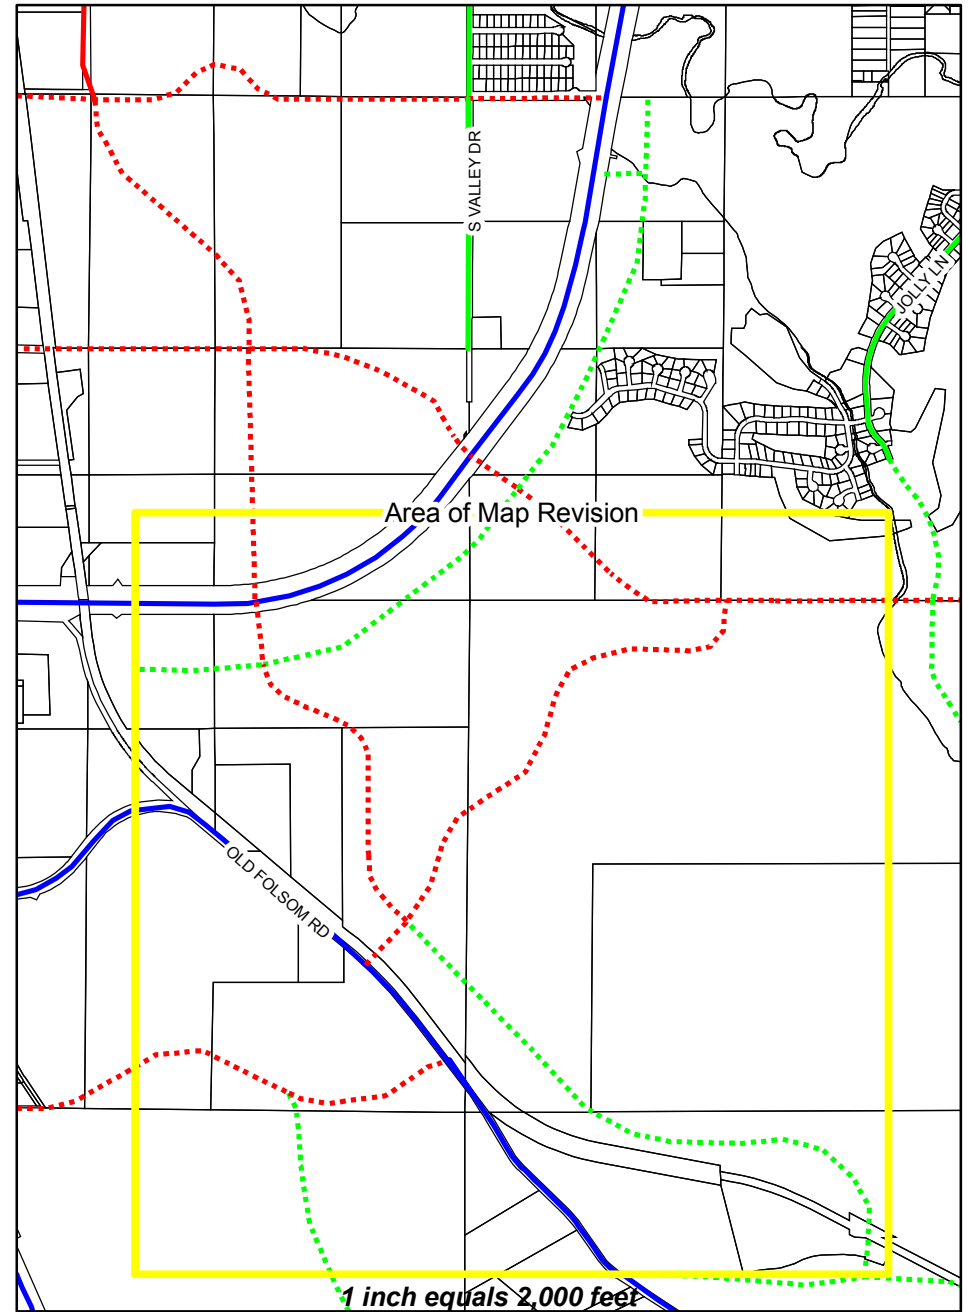 S VALLEY DR
JOLLY LN
Area of Map Revision
OLD FOLSOM RD
1 inch equals 2,000 feet